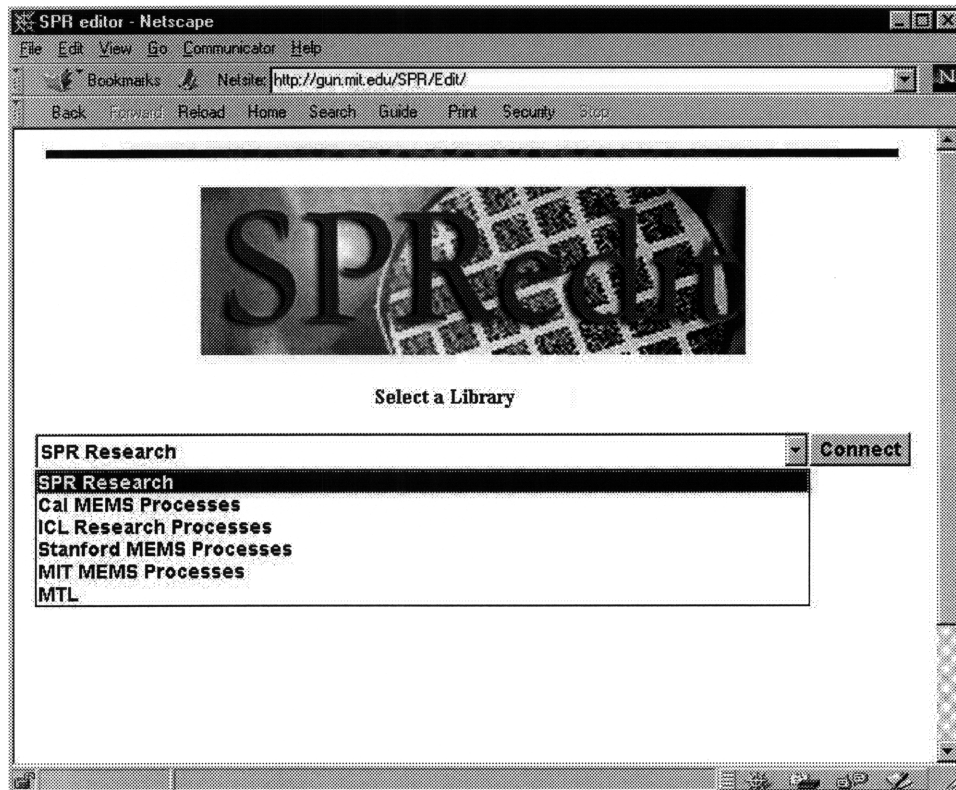 SPR editor - Netscape
File Edit View Go Communicator Help
Bookmarks Netsite: http://gun.mit.edu/SPR/Edit/
N
Back Forward Reload Home Search Guide Print Security Stop
SPRedit
Select a Library
SPR Research
Connect
SPR Research
Cal MEMS Processes
ICL Research Processes
Stanford MEMS Processes
MIT MEMS Processes
MTL